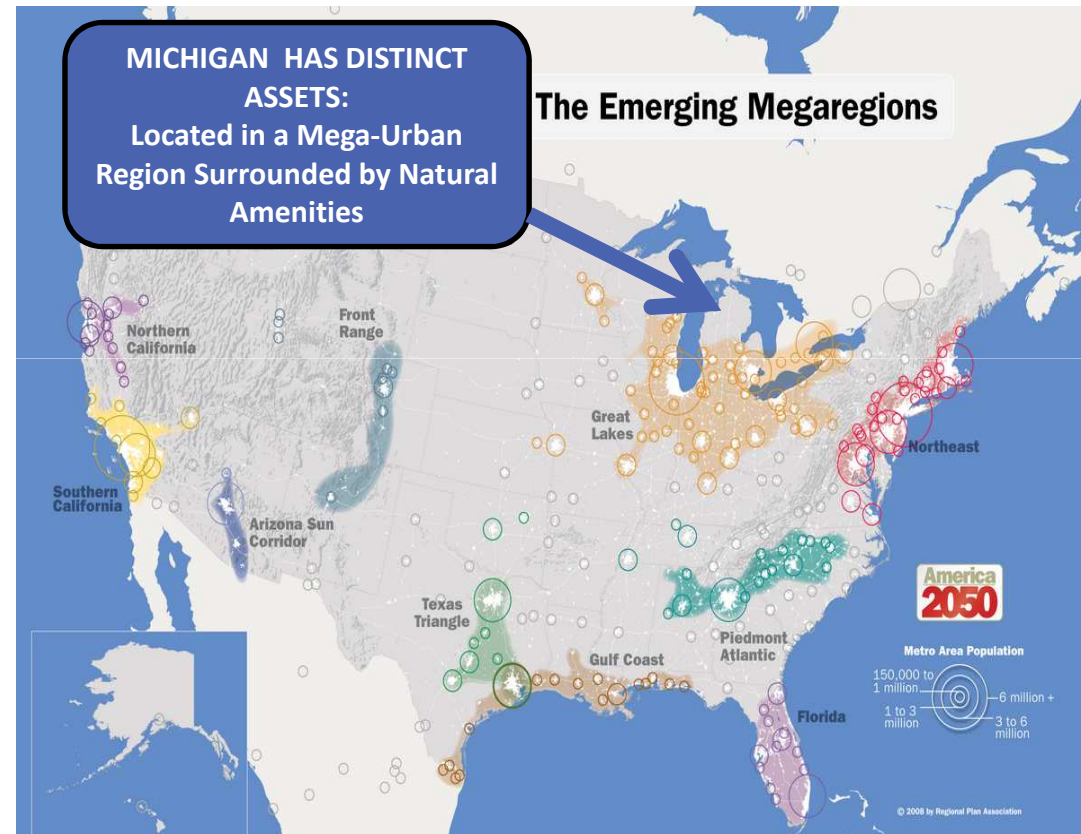 MICHIGAN HAS DISTINCT
ASSETS:
Located in a Mega-Urban
Region Surrounded by Natural
Amenities
The Emerging Megaregions
Northern
California
Front
Range
Great
Lakes
Northeast
Southern
California
Arizona Sun
Corridor
Texas
Triangle
Piedmont
Atlantic
Gulf Coast
Florida
America
2050
Metro Area Population
150,000 to
1 million
1 to 3
million
6 million +
3 to 6
million
© 2008 by Regional Plan Association